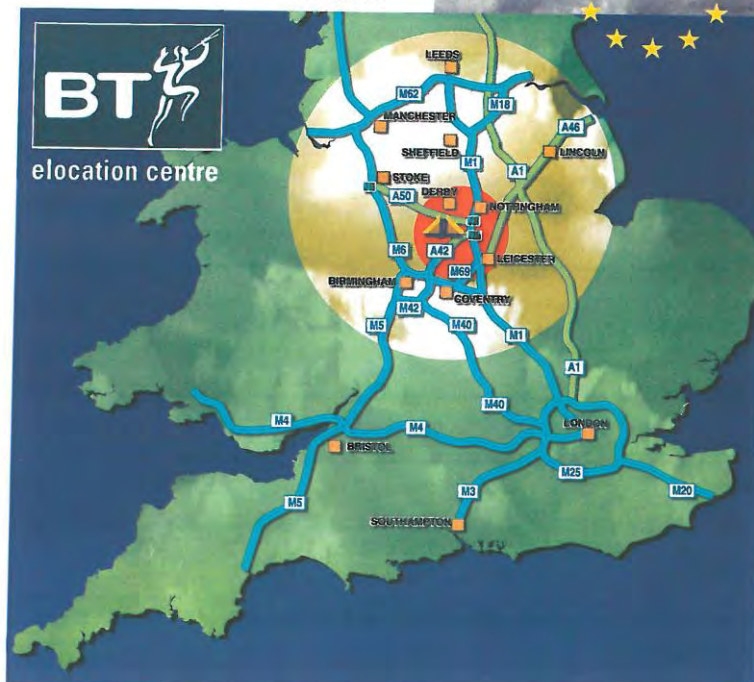 BT
elocation centre
LEEDS
M62
M18
MANCHESTER
A46
SHEFFIELD
M1
LINCOLN
STOKE
A1
DERBY
A50
NOTTINGHAM
M6
A42
LEICESTER
M69
BIRMINGHAM
COVENTRY
M42
M5
M40
M1
A1
M4
M40
M4
LONDON
BRISTOL
M25
M5
M3
M20
SOUTHAMPTON